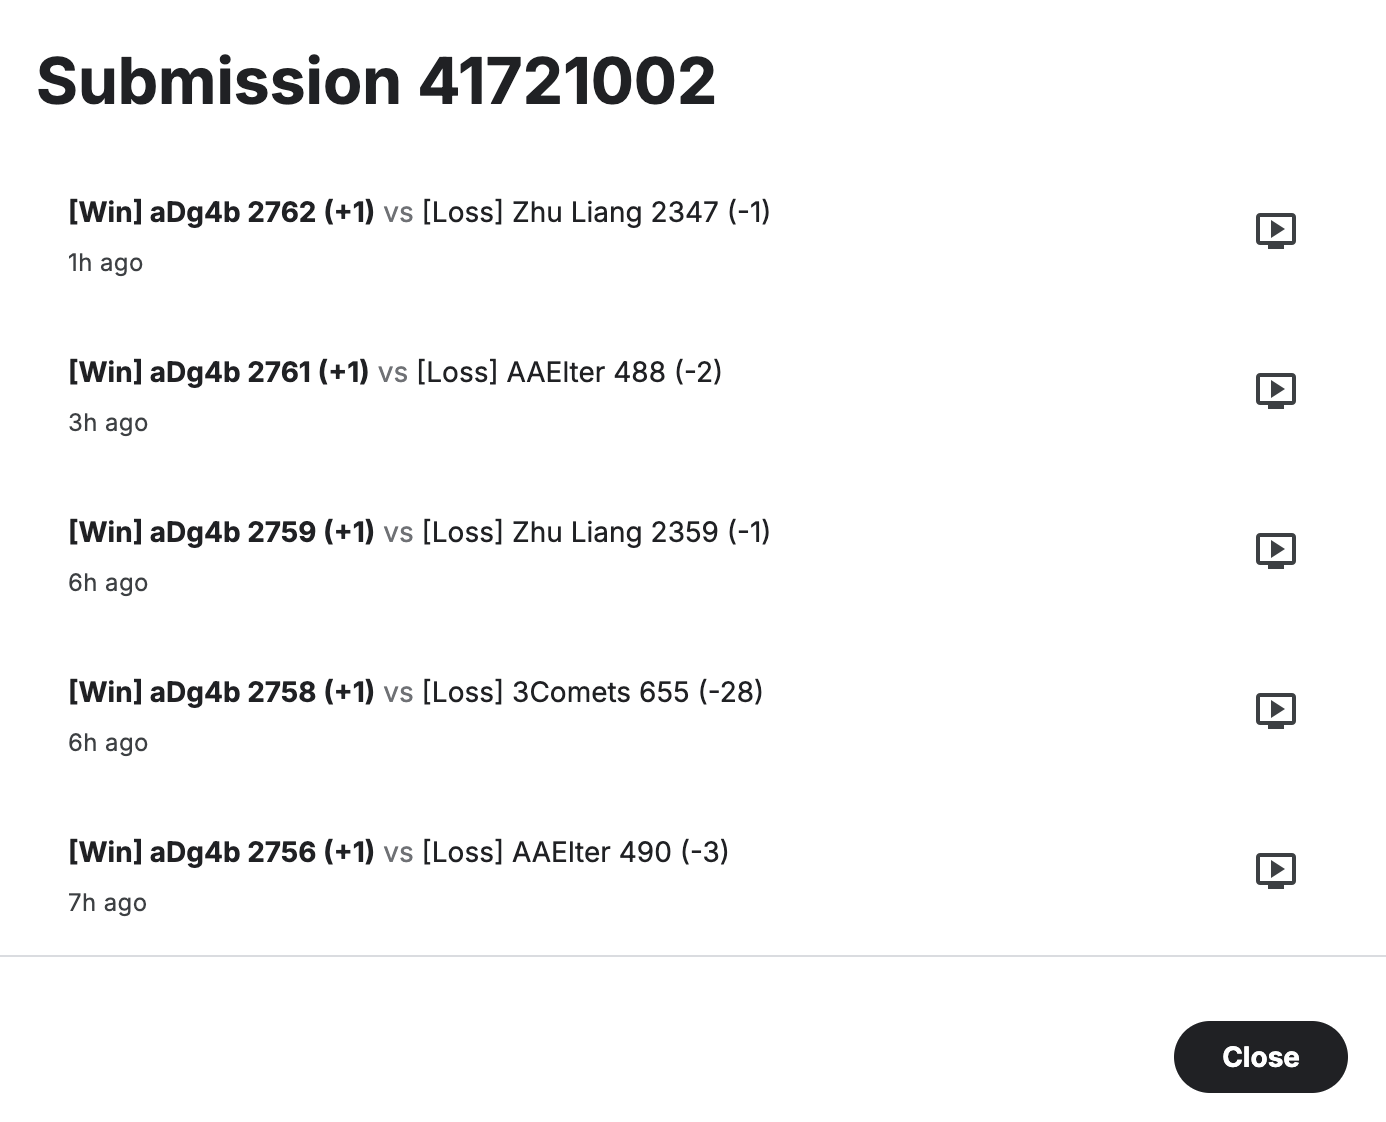 Submission 41721002
[Win] aDg4b 2762 (+1) vs [Loss] Zhu Liang 2347 (-1)
1h ago
[Win] aDg4b 2761 (+1) vs [Loss] AAElter 488 (-2)
3h ago
[Win] aDg4b 2759 (+1) vs [Loss] Zhu Liang 2359 (-1)
6h ago
[Win] aDg4b 2758 (+1) vs [Loss] 3Comets 655 (-28)
6h ago
[Win] aDg4b 2756 (+1) vs [Loss] AAElter 490 (-3)
7h ago
Close